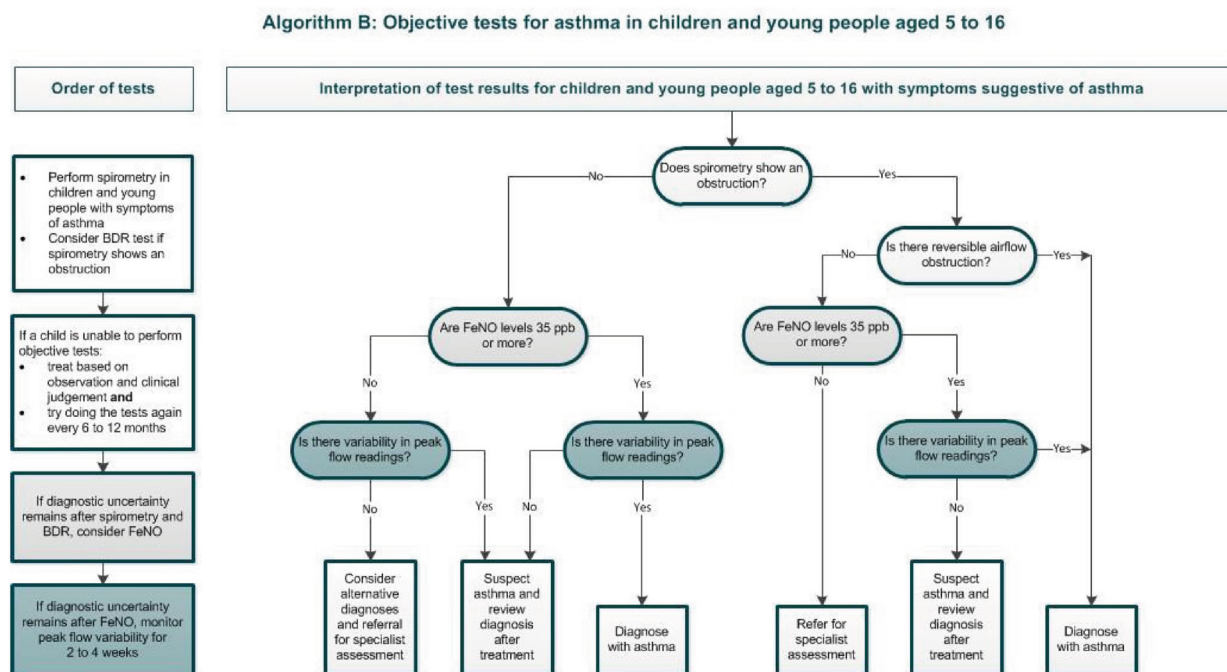 Algorithm B: Objective tests for asthma in children and young people aged 5 to 16
Order of tests
Interpretation of test results for children and young people aged 5 to 16 with symptoms suggestive of asthma
• Perform spirometry in
children and young
people with symptoms
of asthma
• Consider BDR test if
spirometry shows an
obstruction
If a child is unable to perform
objective tests:
• treat based on
observation and clinical
judgement and
• try doing the tests again
every 6 to 12 months
If diagnostic uncertainty
remains after spirometry and
BDR, consider FeNO
If diagnostic uncertainty
remains after FeNO, monitor
peak flow variability for
2 to 4 weeks
Does spirometry show an
obstruction?
No
Yes
Is there reversible airflow
obstruction?
No
Yes
Are FeNO levels 35 ppb
or more?
Are FeNO levels 35 ppb
or more?
No
Yes
No
Yes
Is there variability in peak
flow readings?
Is there variability in peak
flow readings?
Is there variability in peak
flow readings?
Yes
No
Yes
No
Yes
No
Consider
alternative
diagnoses
and referral
for specialist
assessment
Suspect
asthma and
review
diagnosis
after
treatment
Diagnose
with asthma
Refer for
specialist
assessment
Suspect
asthma and
review
diagnosis
after
treatment
Diagnose
with asthma